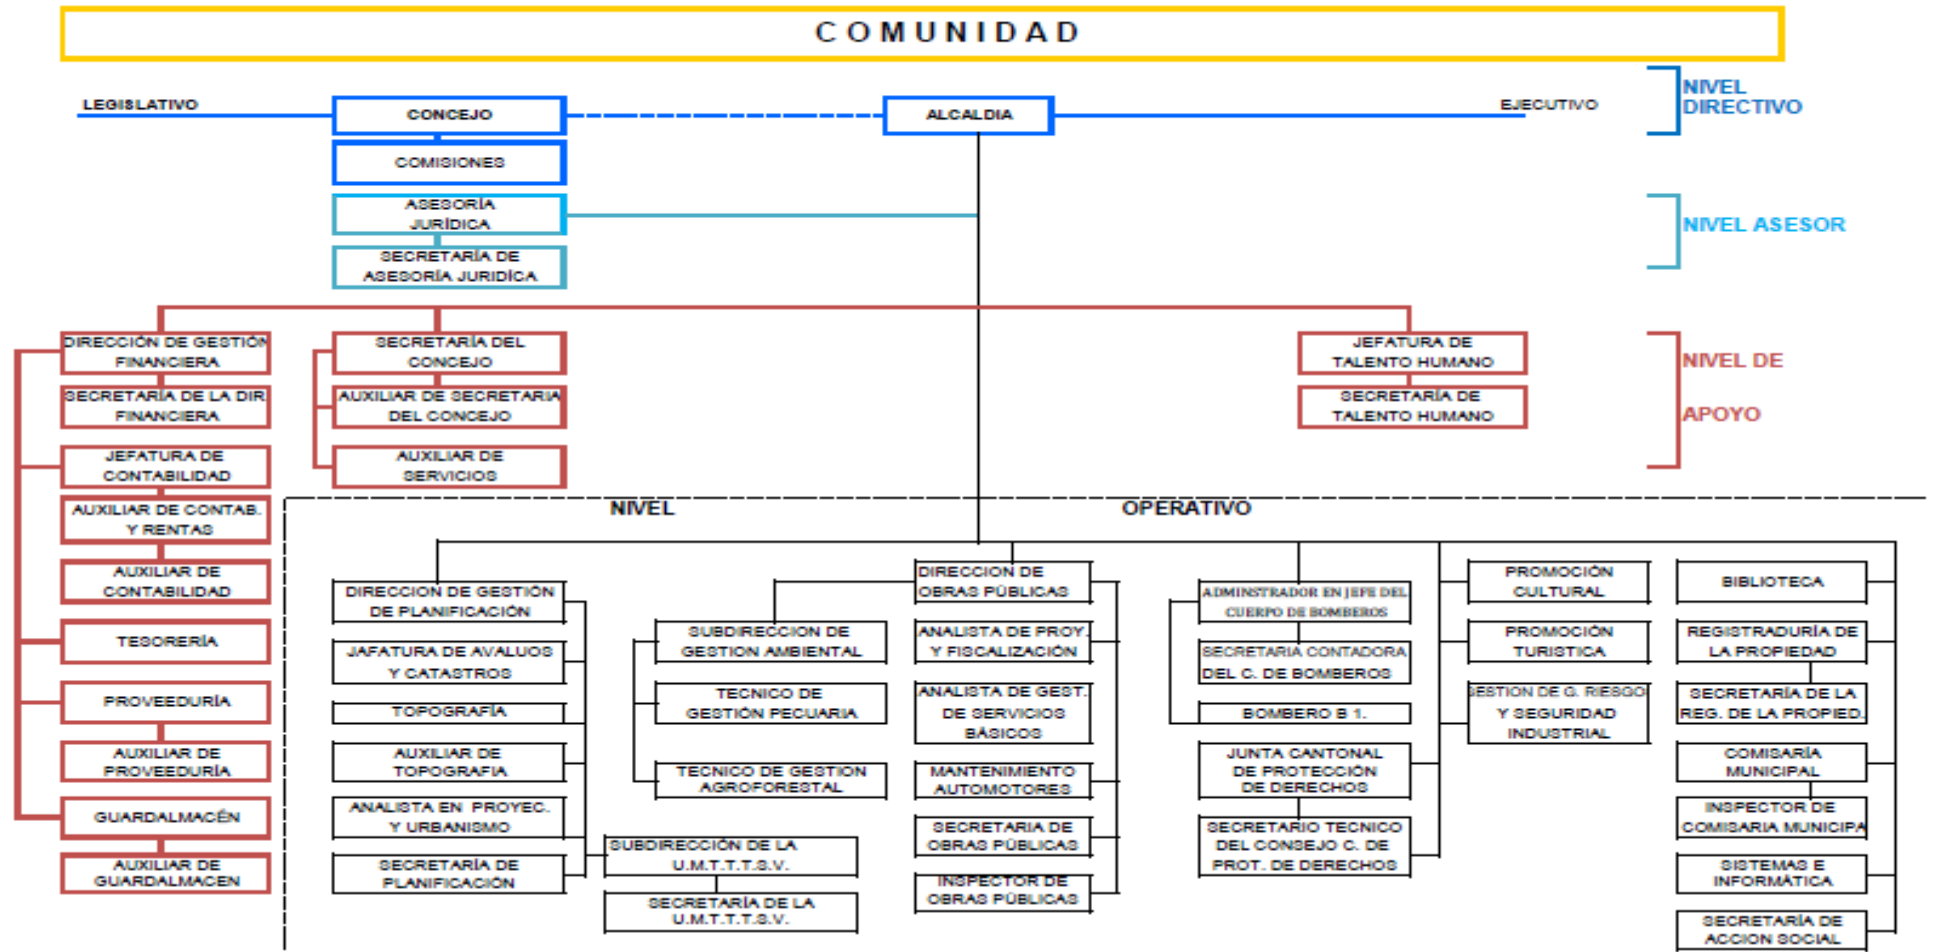 COMUNIDAD
LEGISLATIVO
CONCEJO
ALCALDIA
EJECUTIVO
NIVEL
DIRECTIVO
COMISIONES
ASESORÍA
JURÍDICA
NIVEL ASESOR
SECRETARÍA DE
ASESORÍA JURIDÍCA
DIRECCIÓN DE GESTIÓN
FINANCIERA
SECRETARÍA DEL
CONCEJO
JEFATURA DE
TALENTO HUMANO
NIVEL DE
APOYO
SECRETARÍA DE LA DIR.
FINANCIERA
AUXILIAR DE SECRETARIA
DEL CONCEJO
SECRETARÍA DE
TALENTO HUMANO
JEFATURA DE
CONTABILIDAD
AUXILIAR DE
SERVICIOS
AUXILIAR DE CONTAB.
Y RENTAS
AUXILIAR DE
CONTABILIDAD
TESORERÍA
PROVEEDURÍA
AUXILIAR DE
PROVEEDURÍA
GUARDALMACÉN
AUXILIAR DE
GUARDALMACEN
NIVEL OPERATIVO
DIRECCION DE GESTIÓN
DE PLANIFICACIÓN
JAFATURA DE AVALUOS
Y CATASTROS
TOPOGRAFÍA
AUXILIAR DE
TOPOGRAFIA
ANALISTA EN PROYEC.
Y URBANISMO
SECRETARÍA DE
PLANIFICACIÓN
SUBDIRECCION DE
GESTION AMBIENTAL
TECNICO DE
GESTIÓN PECUARIA
TECNICO DE GESTION
AGROFORESTAL
SUBDIRECCIÓN DE LA
U.M.T.T.T.S.V.
SECRETARÍA DE LA
U.M.T.T.T.S.V.
DIRECCION DE
OBRAS PÚBLICAS
ANALISTA DE PROY.
Y FISCALIZACIÓN
ANALISTA DE GEST.
DE SERVICIOS
BÁSICOS
MANTENIMIENTO
AUTOMOTORES
SECRETARIA DE
OBRAS PÚBLICAS
INSPECTOR DE
OBRAS PÚBLICAS
ADMINSTRADOR EN JEFE DEL
CUERPO DE BOMBEROS
SECRETARIA CONTADORA
DEL C. DE BOMBEROS
BOMBERO B 1.
JUNTA CANTONAL
DE PROTECCIÓN
DE DERECHOS
SECRETARIO TECNICO
DEL CONSEJO C. DE
PROT. DE DERECHOS
PROMOCIÓN
CULTURAL
PROMOCIÓN
TURISTICA
GESTION DE G. RIESGO
Y SEGURIDAD
INDUSTRIAL
BIBLIOTECA
REGISTRADURÍA DE
LA PROPIEDAD
SECRETARÍA DE LA
REG. DE LA PROPIED.
COMISARÍA
MUNICIPAL
INSPECTOR DE
COMISARIA MUNICIPA
SISTEMAS E
INFORMÁTICA
SECRETARÍA DE
ACCION SOCIAL